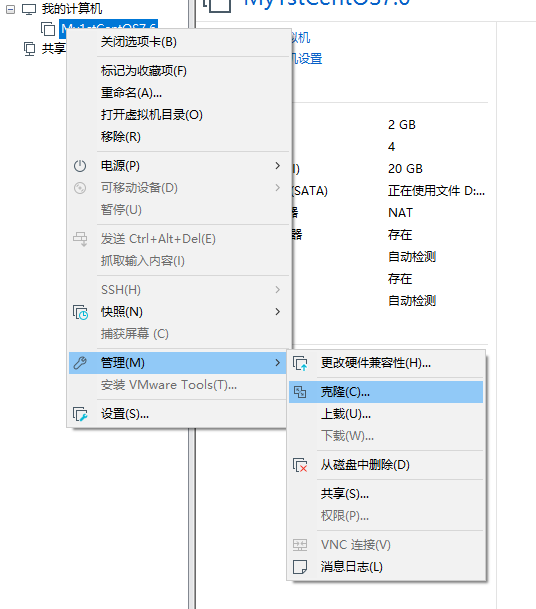 我的计算机
My1stCentOS7.6
共享
My1stCentOS7.6
关闭选项卡(B)
标记为收藏项(F)
重命名(A)...
打开虚拟机目录(O)
移除(R)
电源(P)
可移动设备(D)
暂停(U)
发送 Ctrl+Alt+Del(E)
抓取输入内容(I)
SSH(H)
快照(N)
捕获屏幕 (C)
管理(M)
安装 VMware Tools(T)...
设置(S)...
拟机
机设置
2 GB
4
20 GB
(SATA)
正在使用文件 D:...
器
NAT
器
存在
自动检测
存在
自动检测
更改硬件兼容性(H)...
克隆(C)...
上载(U)...
下载(W)...
从磁盘中删除(D)
共享(S)...
权限(P)...
VNC 连接(V)
消息日志(L)